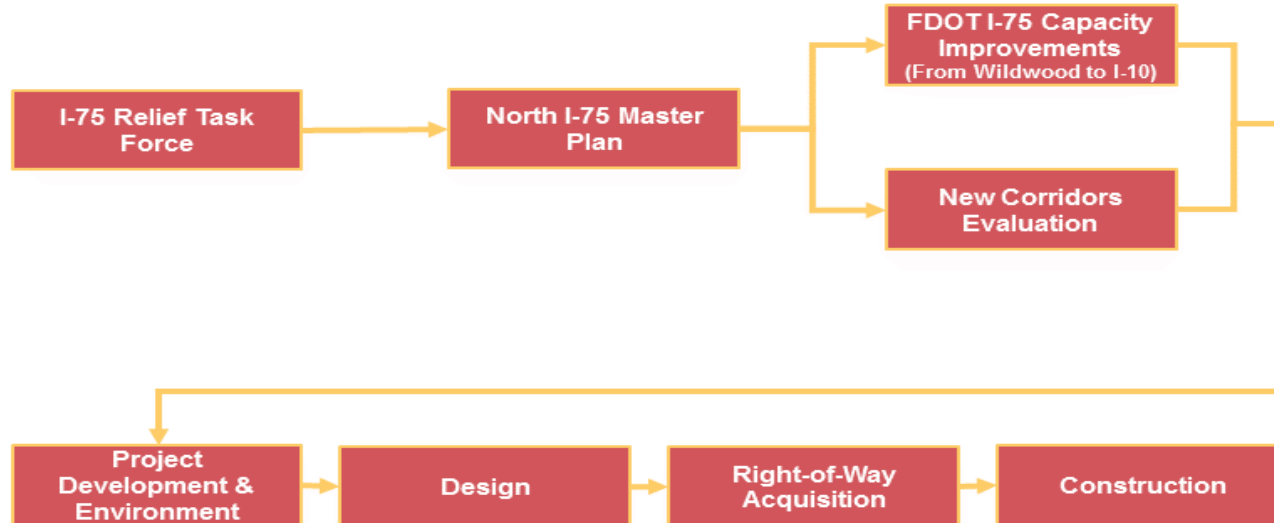 I-75 Relief Task
Force
North I-75 Master
Plan
FDOT I-75 Capacity
Improvements
(From Wildwood to I-10)
New Corridors
Evaluation
Project
Development &
Environment
Design
Right-of-Way
Acquisition
Construction